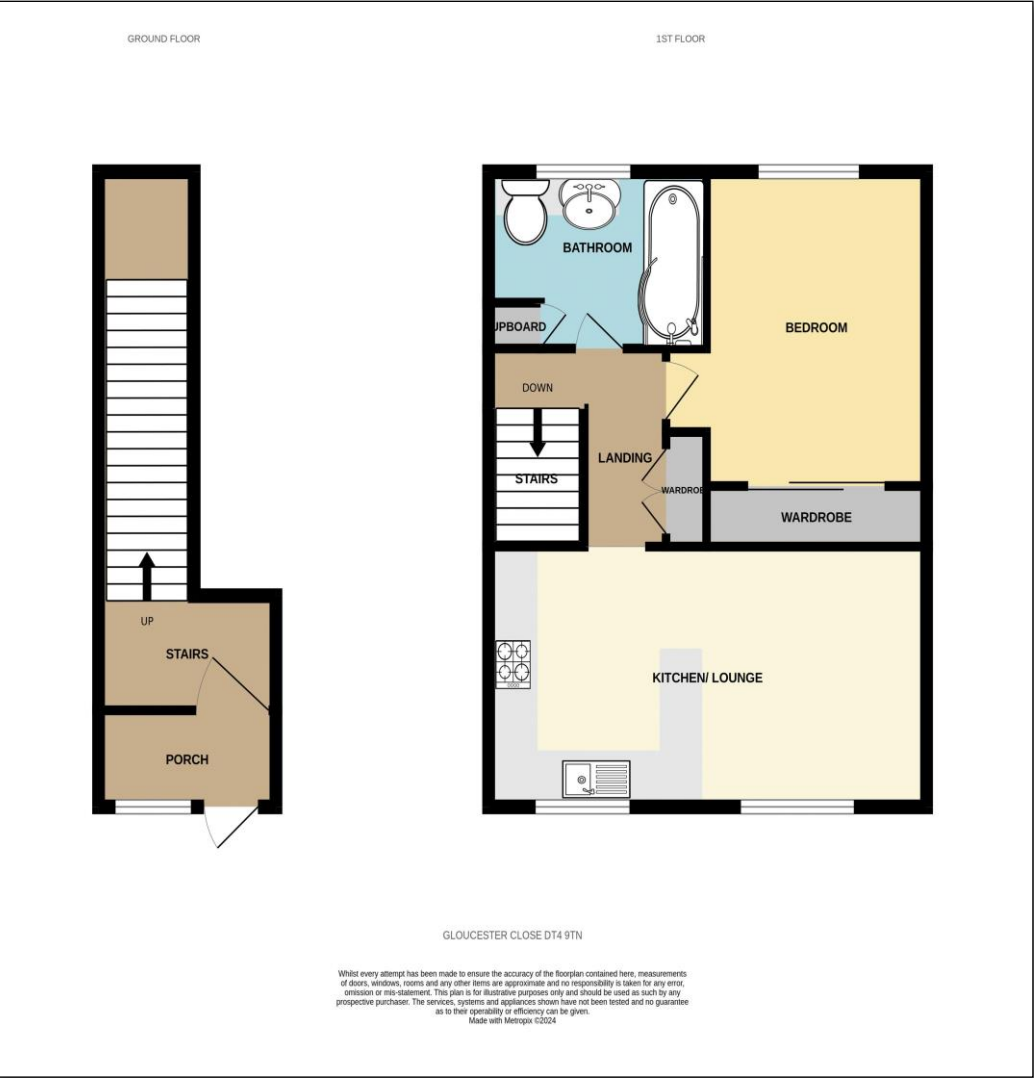 GROUND FLOOR
1ST FLOOR
BATHROOM
UPBOARD
BEDROOM
DOWN
LANDING
STAIRS
WARDROBE
WARDROBE
UP
STAIRS
KITCHEN/ LOUNGE
PORCH
GLOUCESTER CLOSE DT4 9TN
Whilst every attempt has been made to ensure the accuracy of the floorplan contained here, measurements
of doors, windows, rooms and any other items are approximate and no responsibility is taken for any error,
omission or mis-statement. This plan is for illustrative purposes only and should be used as such by any
prospective purchaser. The services, systems and appliances shown have not been tested and no guarantee
as to their operability or efficiency can be given.
Made with Metropix ©2024